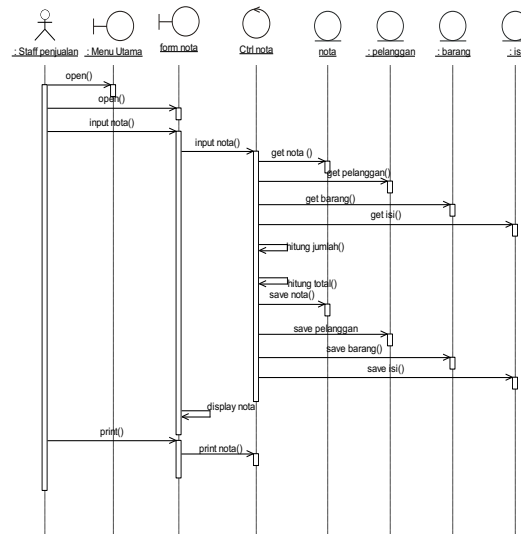 : Staff penjualan
: Menu Utama
form nota
Ctrl nota
nota
: pelanggan
: barang
: is
open()
open()
input nota()
input nota()
get nota ()
get pelanggan()
get barang()
get isi()
hitung jumlah()
hitung total()
save nota()
save pelanggan
save barang()
save isi()
display nota
print()
print nota()